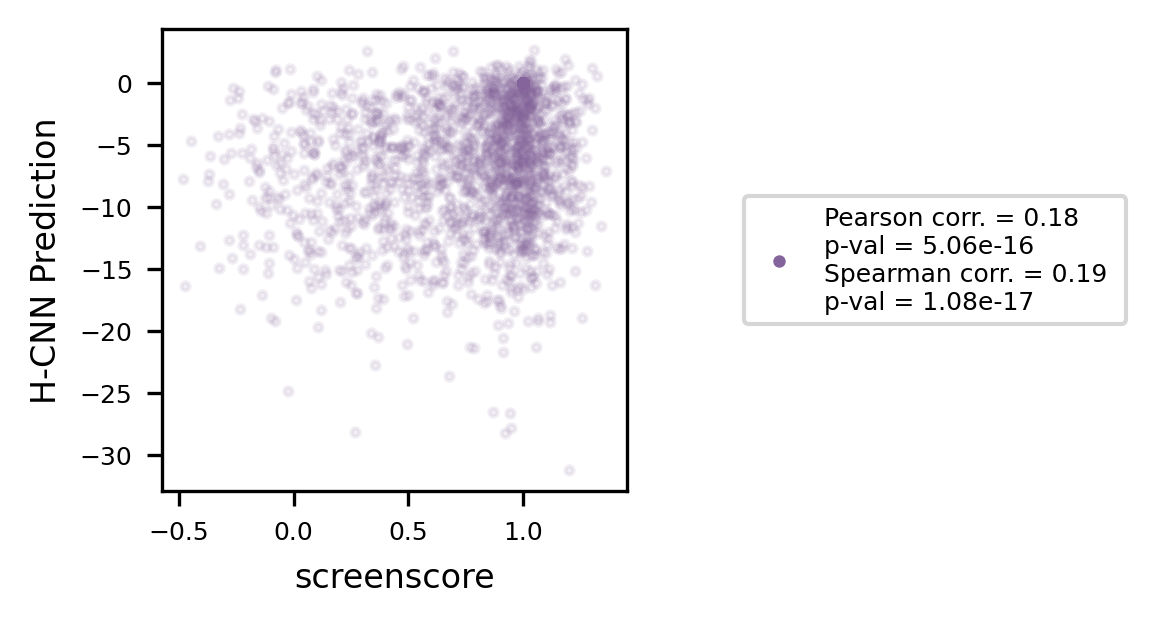 0
−5
−10
−15
−20
−25
−30
H-CNN Prediction
−0.5 0.0 0.5 1.0
screenscore
Pearson corr. = 0.18
p-val = 5.06e-16
Spearman corr. = 0.19
p-val = 1.08e-17